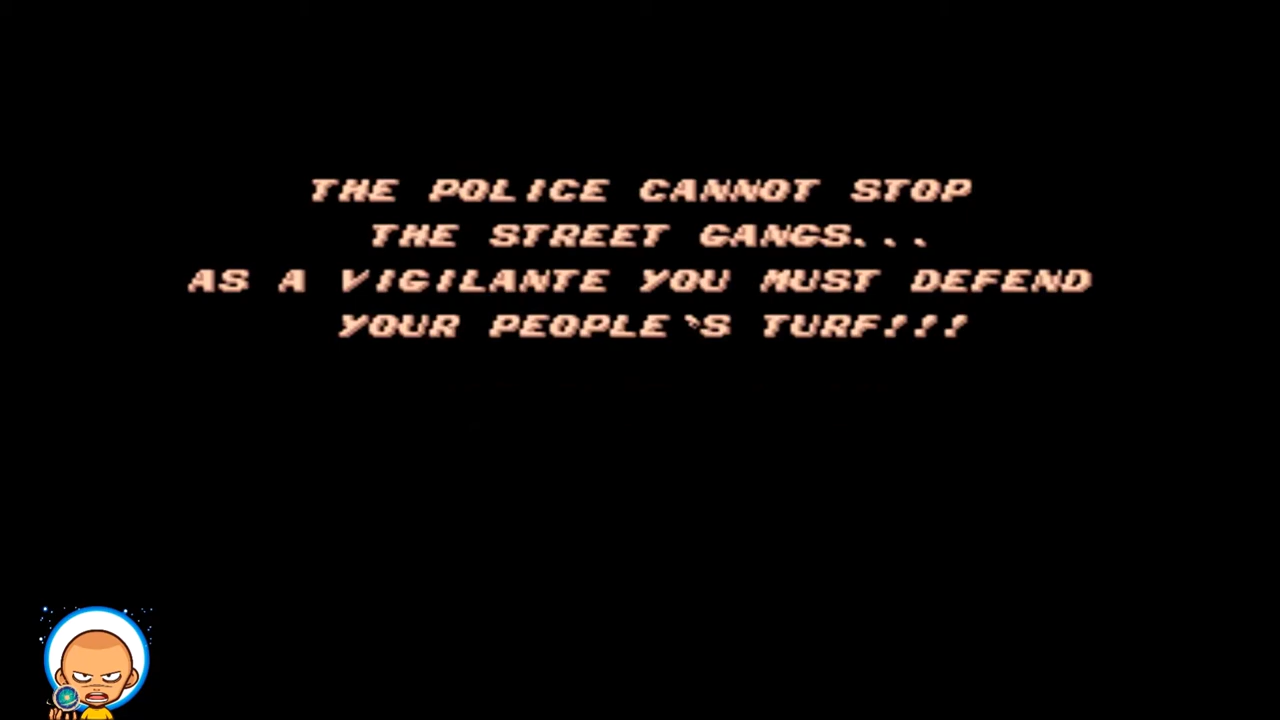 THE POLICE CANNOT STOP
THE STREET GANGS...
AS A VIGILANTE YOU MUST DEFEND
YOUR PEOPLE`S TURF!!!